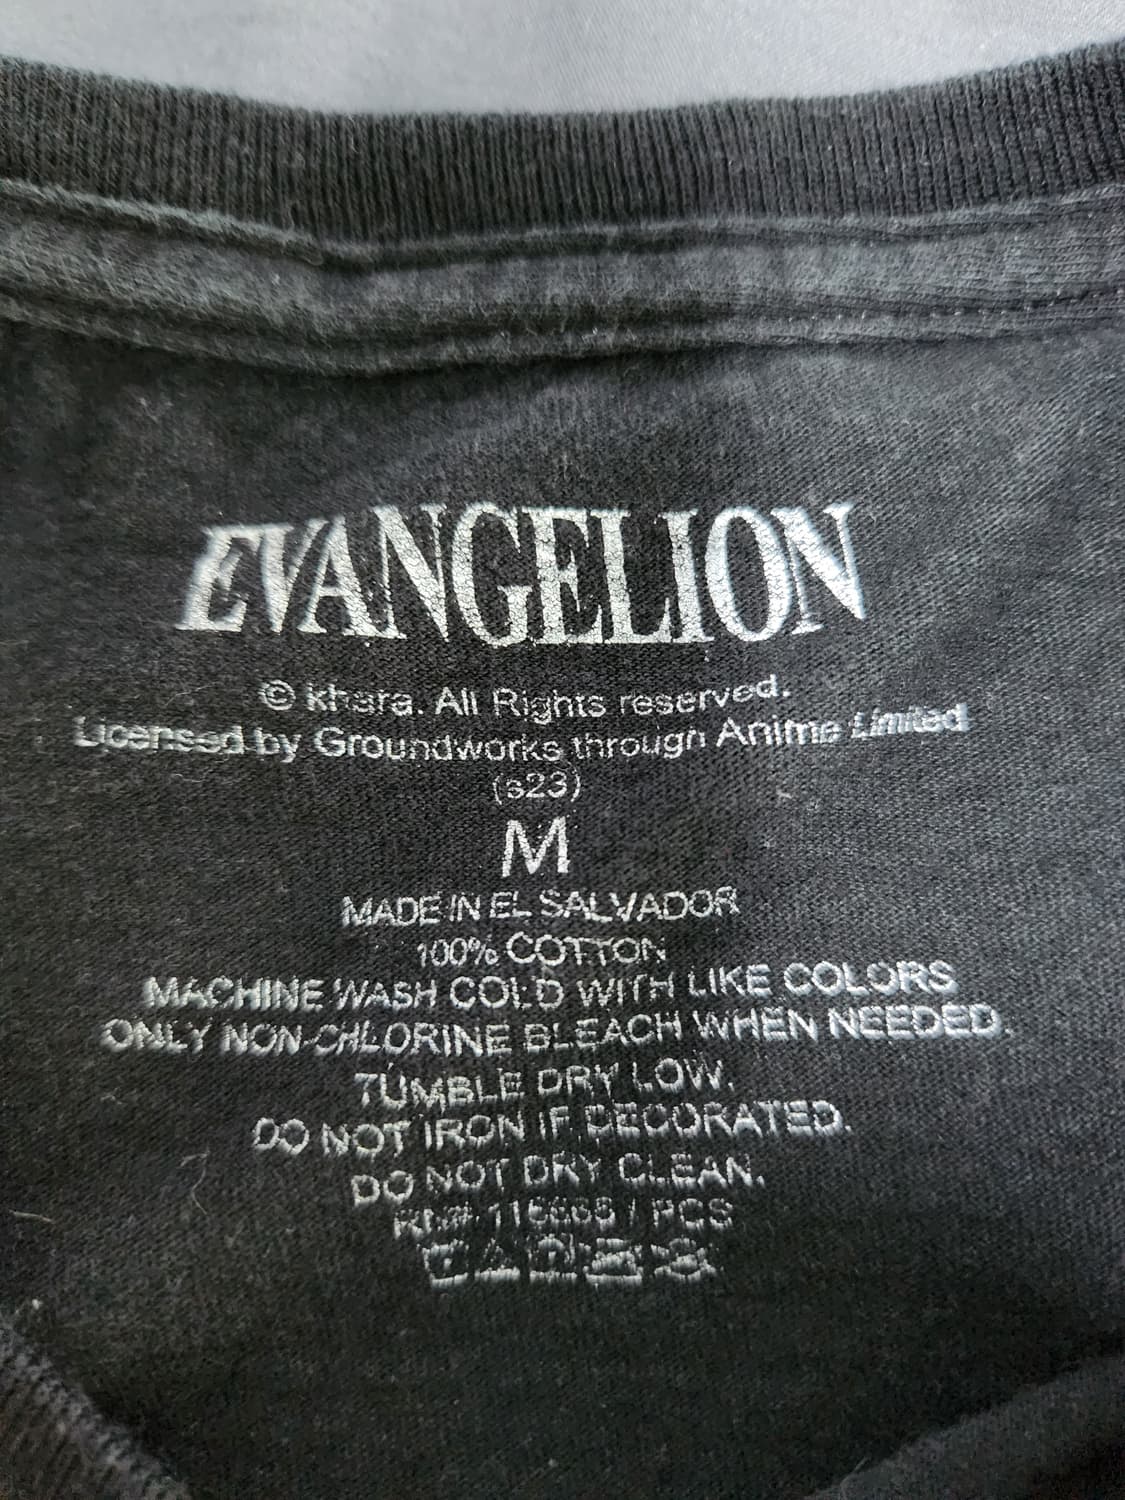 EVANGELION
© khara. All Rights reserved.
Licensed by Groundworks through Anime Limited
(s23)
M
MADE IN EL SALVADOR
100% COTTON
MACHINE WASH COLD WITH LIKE COLORS
ONLY NON-CHLORINE BLEACH WHEN NEEDED.
TUMBLE DRY LOW.
DO NOT IRON IF DECORATED.
DO NOT DRY CLEAN.
/ PCS